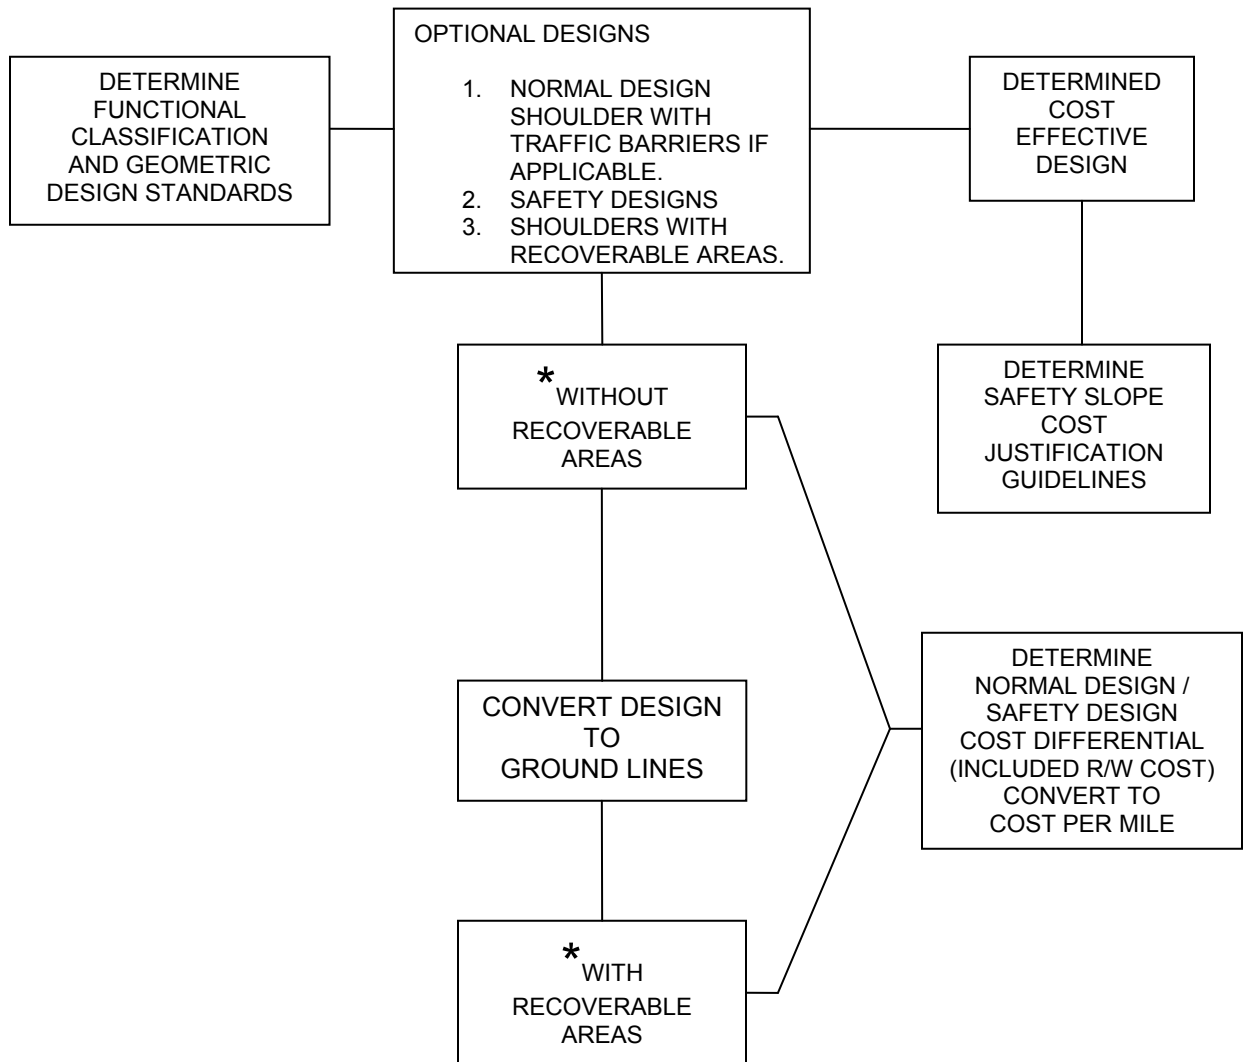 DETERMINE
FUNCTIONAL
CLASSIFICATION
AND GEOMETRIC
DESIGN STANDARDS
OPTIONAL DESIGNS
1. NORMAL DESIGN
SHOULDER WITH
TRAFFIC BARRIERS IF
APPLICABLE.
2. SAFETY DESIGNS
3. SHOULDERS WITH
RECOVERABLE AREAS.
DETERMINED
COST
EFFECTIVE
DESIGN
*WITHOUT
RECOVERABLE
AREAS
DETERMINE
SAFETY SLOPE
COST
JUSTIFICATION
GUIDELINES
CONVERT DESIGN
TO
GROUND LINES
DETERMINE
NORMAL DESIGN /
SAFETY DESIGN
COST DIFFERENTIAL
(INCLUDED R/W COST)
CONVERT TO
COST PER MILE
*WITH
RECOVERABLE
AREAS